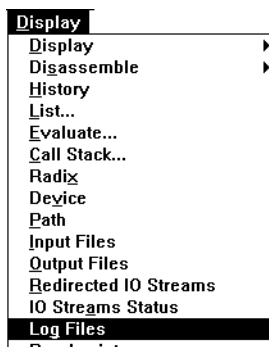 Display
Display
Disassemble
History
List...
Evaluate...
Call Stack...
Radix
Device
Path
Input Files
Output Files
Redirected IO Streams
IO Streams Status
Log Files